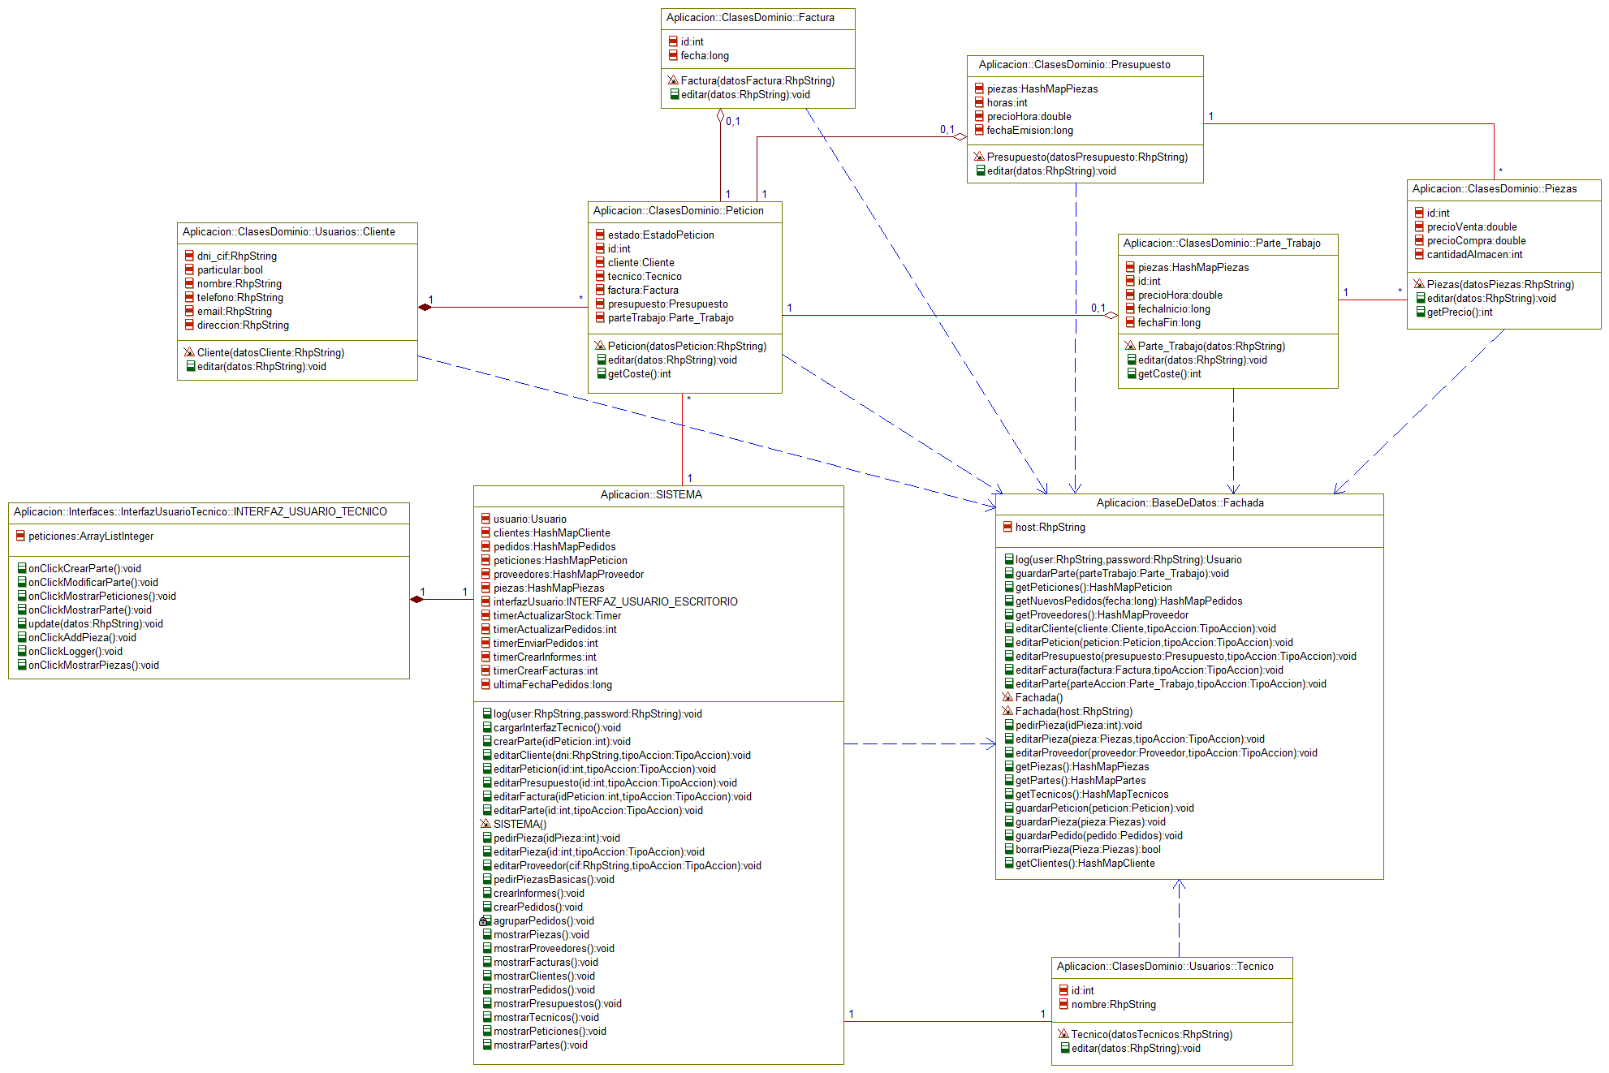 Aplicacion::ClasesDominio::Factura
id:int
fecha:long
Factura(datosFactura:RhpString)
editar(datos:RhpString):void
0,1
1
Aplicacion::ClasesDominio::Presupuesto
piezas:HashMapPiezas
horas:int
precioHora:double
fechaEmision:long
Presupuesto(datosPresupuesto:RhpString)
editar(datos:RhpString):void
0,1
1
1
*
Aplicacion::ClasesDominio::Piezas
id:int
precioVenta:double
precioCompra:double
cantidadAlmacen:int
Piezas(datosPiezas:RhpString)
editar(datos:RhpString):void
getPrecio():int
Aplicacion::ClasesDominio::Usuarios::Cliente
dni_cif:RhpString
particular:bool
nombre:RhpString
telefono:RhpString
email:RhpString
direccion:RhpString
Cliente(datosCliente:RhpString)
editar(datos:RhpString):void
1
*
Aplicacion::ClasesDominio::Peticion
estado:EstadoPeticion
id:int
cliente:Cliente
tecnico:Tecnico
factura:Factura
presupuesto:Presupuesto
parteTrabajo:Parte_Trabajo
Peticion(datosPeticion:RhpString)
editar(datos:RhpString):void
getCoste():int
1
0,1
Aplicacion::ClasesDominio::Parte_Trabajo
piezas:HashMapPiezas
id:int
precioHora:double
fechaInicio:long
fechaFin:long
Parte_Trabajo(datos:RhpString)
editar(datos:RhpString):void
getCoste():int
1
*
*
1
Aplicacion::Interfaces::InterfazUsuarioTecnico::INTERFAZ_USUARIO_TECNICO
peticiones:ArrayListInteger
onClickCrearParte():void
onClickModificarParte():void
onClickMostrarPeticiones():void
onClickMostrarParte():void
update(datos:RhpString):void
onClickAddPieza():void
onClickLogger():void
onClickMostrarPiezas():void
1
1
Aplicacion::SISTEMA
usuario:Usuario
clientes:HashMapCliente
pedidos:HashMapPedidos
peticiones:HashMapPeticion
proveedores:HashMapProveedor
piezas:HashMapPiezas
interfazUsuario:INTERFAZ_USUARIO_ESCRITORIO
timerActualizarStock:Timer
timerActualizarPedidos:int
timerEnviarPedidos:int
timerCrearInformes:int
timerCrearFacturas:int
ultimaFechaPedidos:long
log(user:RhpString,password:RhpString):void
cargarInterfazTecnico():void
crearParte(idPeticion:int):void
editarCliente(dni:RhpString,tipoAccion:TipoAccion):void
editarPeticion(id:int,tipoAccion:TipoAccion):void
editarPresupuesto(id:int,tipoAccion:TipoAccion):void
editarFactura(idPeticion:int,tipoAccion:TipoAccion):void
editarParte(id:int,tipoAccion:TipoAccion):void
SISTEMA()
pedirPieza(idPieza:int):void
editarPieza(id:int,tipoAccion:TipoAccion):void
editarProveedor(cif:RhpString,tipoAccion:TipoAccion):void
pedirPiezasBasicas():void
crearInformes():void
crearPedidos():void
agruparPedidos():void
mostrarPiezas():void
mostrarProveedores():void
mostrarFacturas():void
mostrarClientes():void
mostrarPedidos():void
mostrarPresupuestos():void
mostrarTecnicos():void
mostrarPeticiones():void
mostrarPartes():void
Aplicacion::BaseDeDatos::Fachada
host:RhpString
log(user:RhpString,password:RhpString):Usuario
guardarParte(parteTrabajo:Parte_Trabajo):void
getPeticiones():HashMapPeticion
getNuevosPedidos(fecha:long):HashMapPedidos
getProveedores():HashMapProveedor
editarCliente(cliente:Cliente,tipoAccion:TipoAccion):void
editarPeticion(peticion:Peticion,tipoAccion:TipoAccion):void
editarPresupuesto(presupuesto:Presupuesto,tipoAccion:TipoAccion):void
editarFactura(factura:Factura,tipoAccion:TipoAccion):void
editarParte(parteAccion:Parte_Trabajo,tipoAccion:TipoAccion):void
Fachada()
Fachada(host:RhpString)
pedirPieza(idPieza:int):void
editarPieza(pieza:Piezas,tipoAccion:TipoAccion):void
editarProveedor(proveedor:Proveedor,tipoAccion:TipoAccion):void
getPiezas():HashMapPiezas
getPartes():HashMapPartes
getTecnicos():HashMapTecnicos
guardarPeticion(peticion:Peticion):void
guardarPieza(pieza:Piezas):void
guardarPedido(pedido:Pedidos):void
borrarPieza(Pieza:Piezas):bool
getClientes():HashMapCliente
1
1
Aplicacion::ClasesDominio::Usuarios::Tecnico
id:int
nombre:RhpString
Tecnico(datosTecnicos:RhpString)
editar(datos:RhpString):void